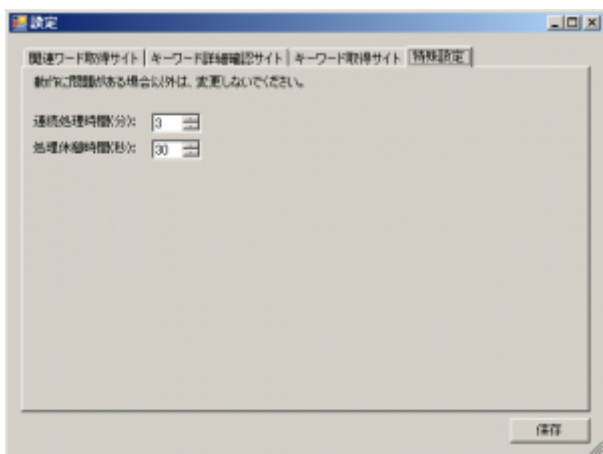 設定
関連ワード取得サイト
キーワード詳細確認サイト
キーワード取得サイト
特殊設定
動作に問題がある場合以外は、変更しないでください。
連続処理時間(分): 3
処理休憩時間(秒): 30
保存